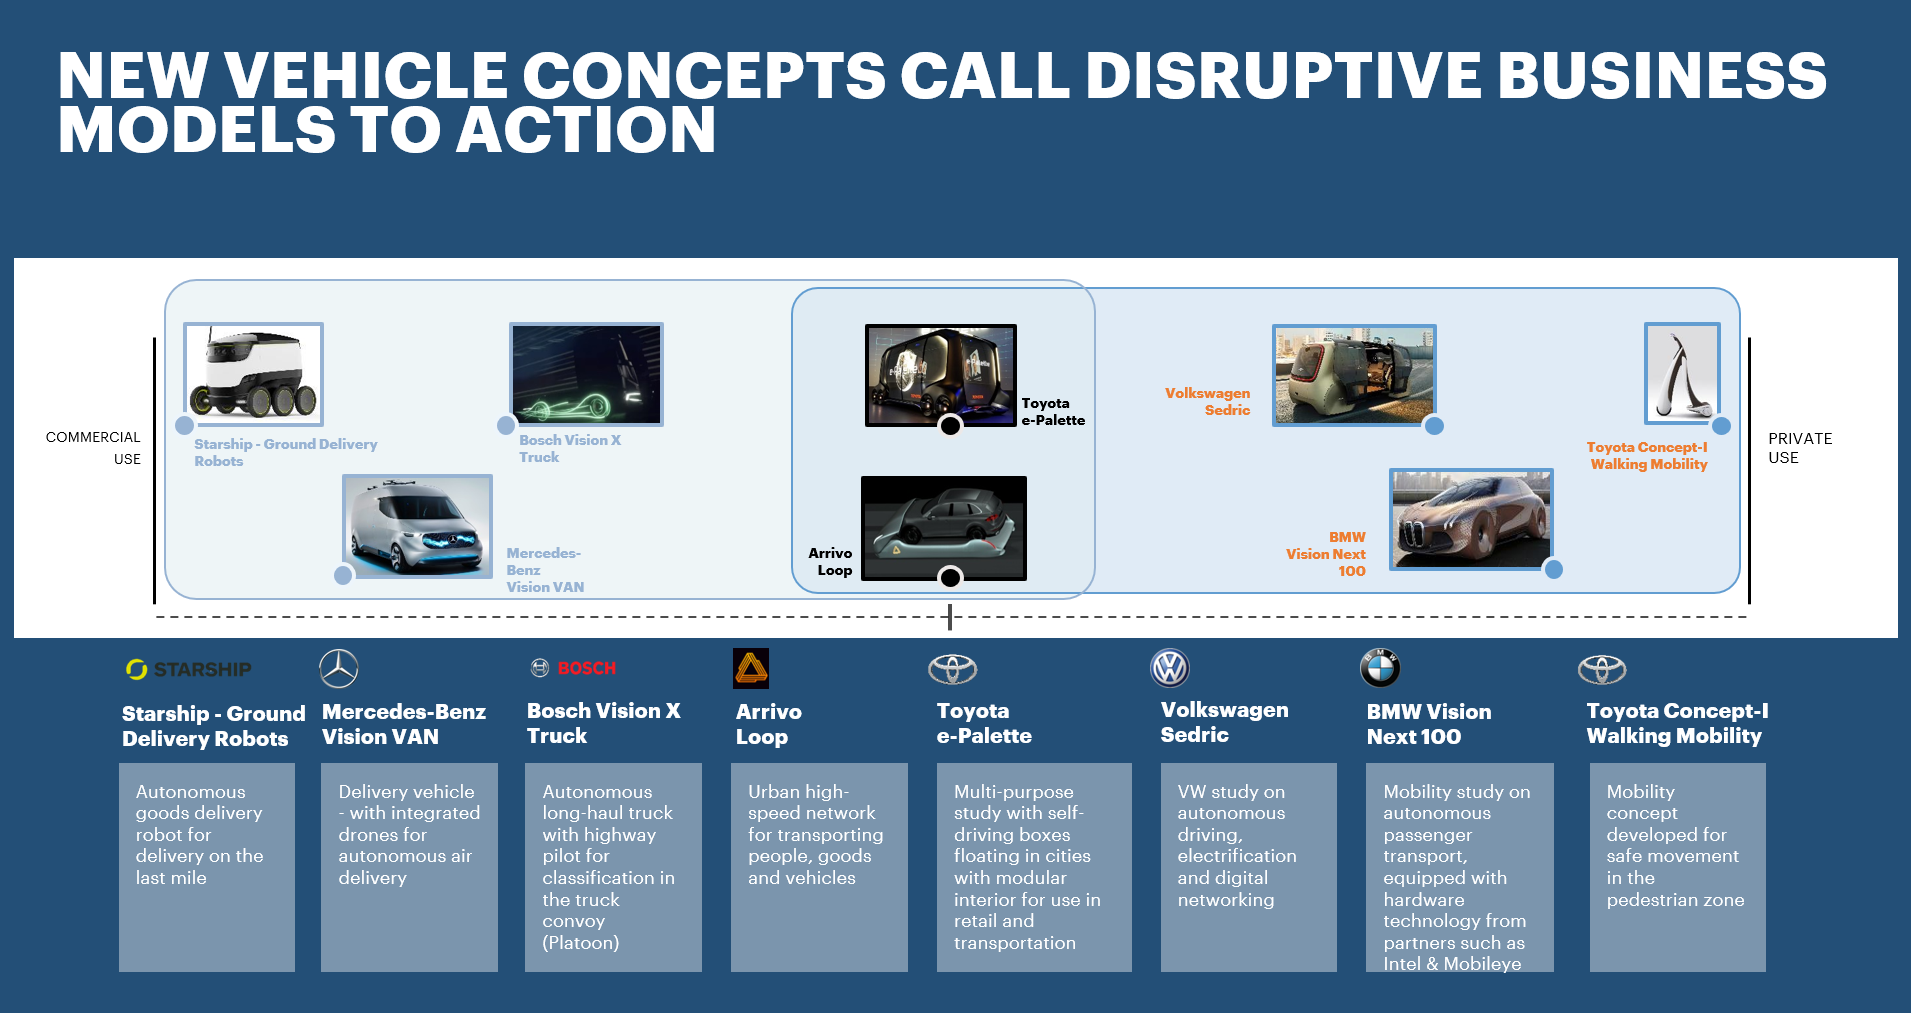 NEW VEHICLE CONCEPTS CALL DISRUPTIVE BUSINESS
MODELS TO ACTION
COMMERCIAL
USE
Starship - Ground Delivery
Robots
Mercedes-
Benz
Vision VAN
Bosch Vision X
Truck
e-Palette
Toyota
e-Palette
Arrivo
Loop
Volkswagen
Sedric
BMW
Vision Next
100
Toyota Concept-I
Walking Mobility
PRIVATE
USE
STARSHIP
Starship - Ground
Delivery Robots
Autonomous
goods delivery
robot for
delivery on the
last mile
Mercedes-Benz
Vision VAN
Delivery vehicle
- with integrated
drones for
autonomous air
delivery
BOSCH
Bosch Vision X
Truck
Autonomous
long-haul truck
with highway
pilot for
classification in
the truck
convoy
(Platoon)
Arrivo
Loop
Urban high-
speed network
for transporting
people, goods
and vehicles
Toyota
e-Palette
Multi-purpose
study with self-
driving boxes
floating in cities
with modular
interior for use in
retail and
transportation
Volkswagen
Sedric
VW study on
autonomous
driving,
electrification
and digital
networking
BMW
BMW Vision
Next 100
Mobility study on
autonomous
passenger
transport,
equipped with
hardware
technology from
partners such as
Intel & Mobileye
Toyota Concept-I
Walking Mobility
Mobility
concept
developed for
safe movement
in the
pedestrian zone